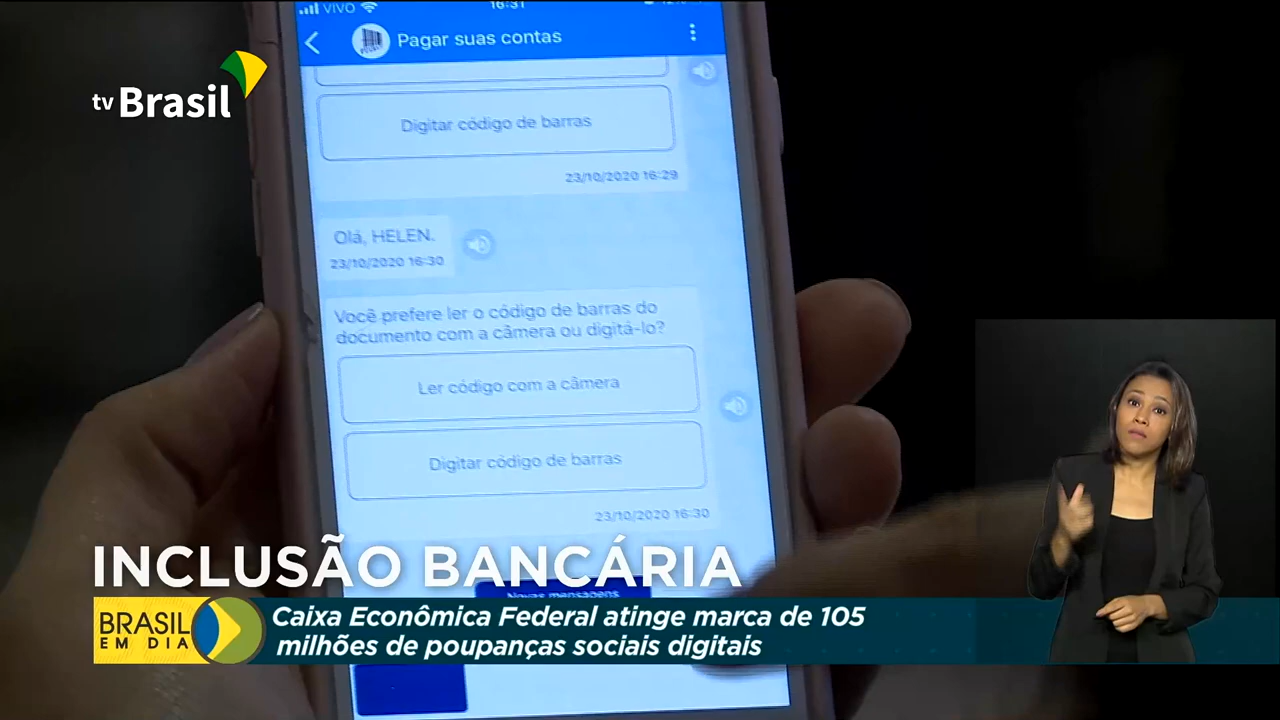 VIVO
16:31
Pagar suas contas
tv Brasil
Digitar código de barras
23/10/2020 16:29
Olá, HELEN.
23/10/2020 16:30
Você prefere ler o código de barras do
documento com a câmera ou digitá-lo?
Ler código com a câmera
Digitar código de barras
23/10/2020 16:30
INCLUSÃO BANCÁRIA
Novas mensagens
BRASIL
EM DIA
Caixa Econômica Federal atinge marca de 105
milhões de poupanças sociais digitais